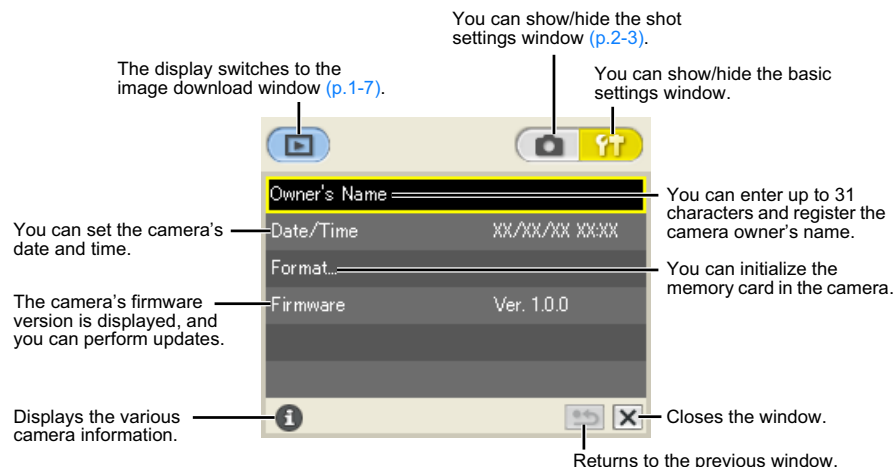 You can show/hide the shot
settings window (p.2-3).
The display switches to the
image download window (p.1-7).
You can show/hide the basic
settings window.
Owner's Name
You can enter up to 31
characters and register the
camera owner's name.
You can set the camera's
date and time.
Date/Time XX/XX/XX XX:XX
Format...
You can initialize the
memory card in the camera.
The camera's firmware
version is displayed, and
you can perform updates.
Firmware Ver. 1.0.0
Displays the various
camera information.
Closes the window.
Returns to the previous window.